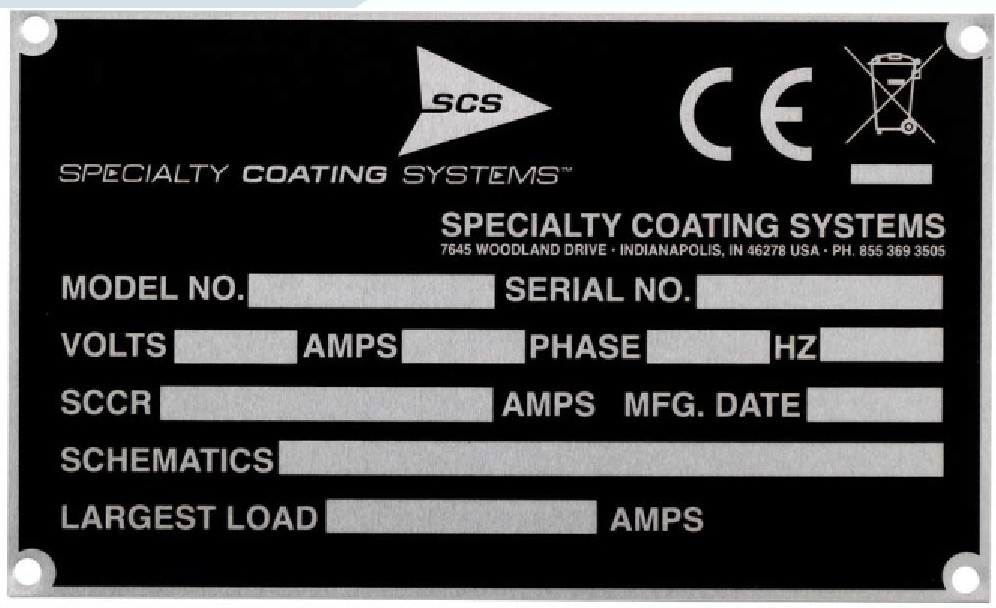 SCS
CE
SPECIALTY COATING SYSTEMS™
SPECIALTY COATING SYSTEMS
7645 WOODLAND DRIVE · INDIANAPOLIS, IN 46278 USA · PH. 855 369 3505
MODEL NO. SERIAL NO.
VOLTS AMPS PHASE HZ
SCCR AMPS MFG. DATE
SCHEMATICS
LARGEST LOAD AMPS